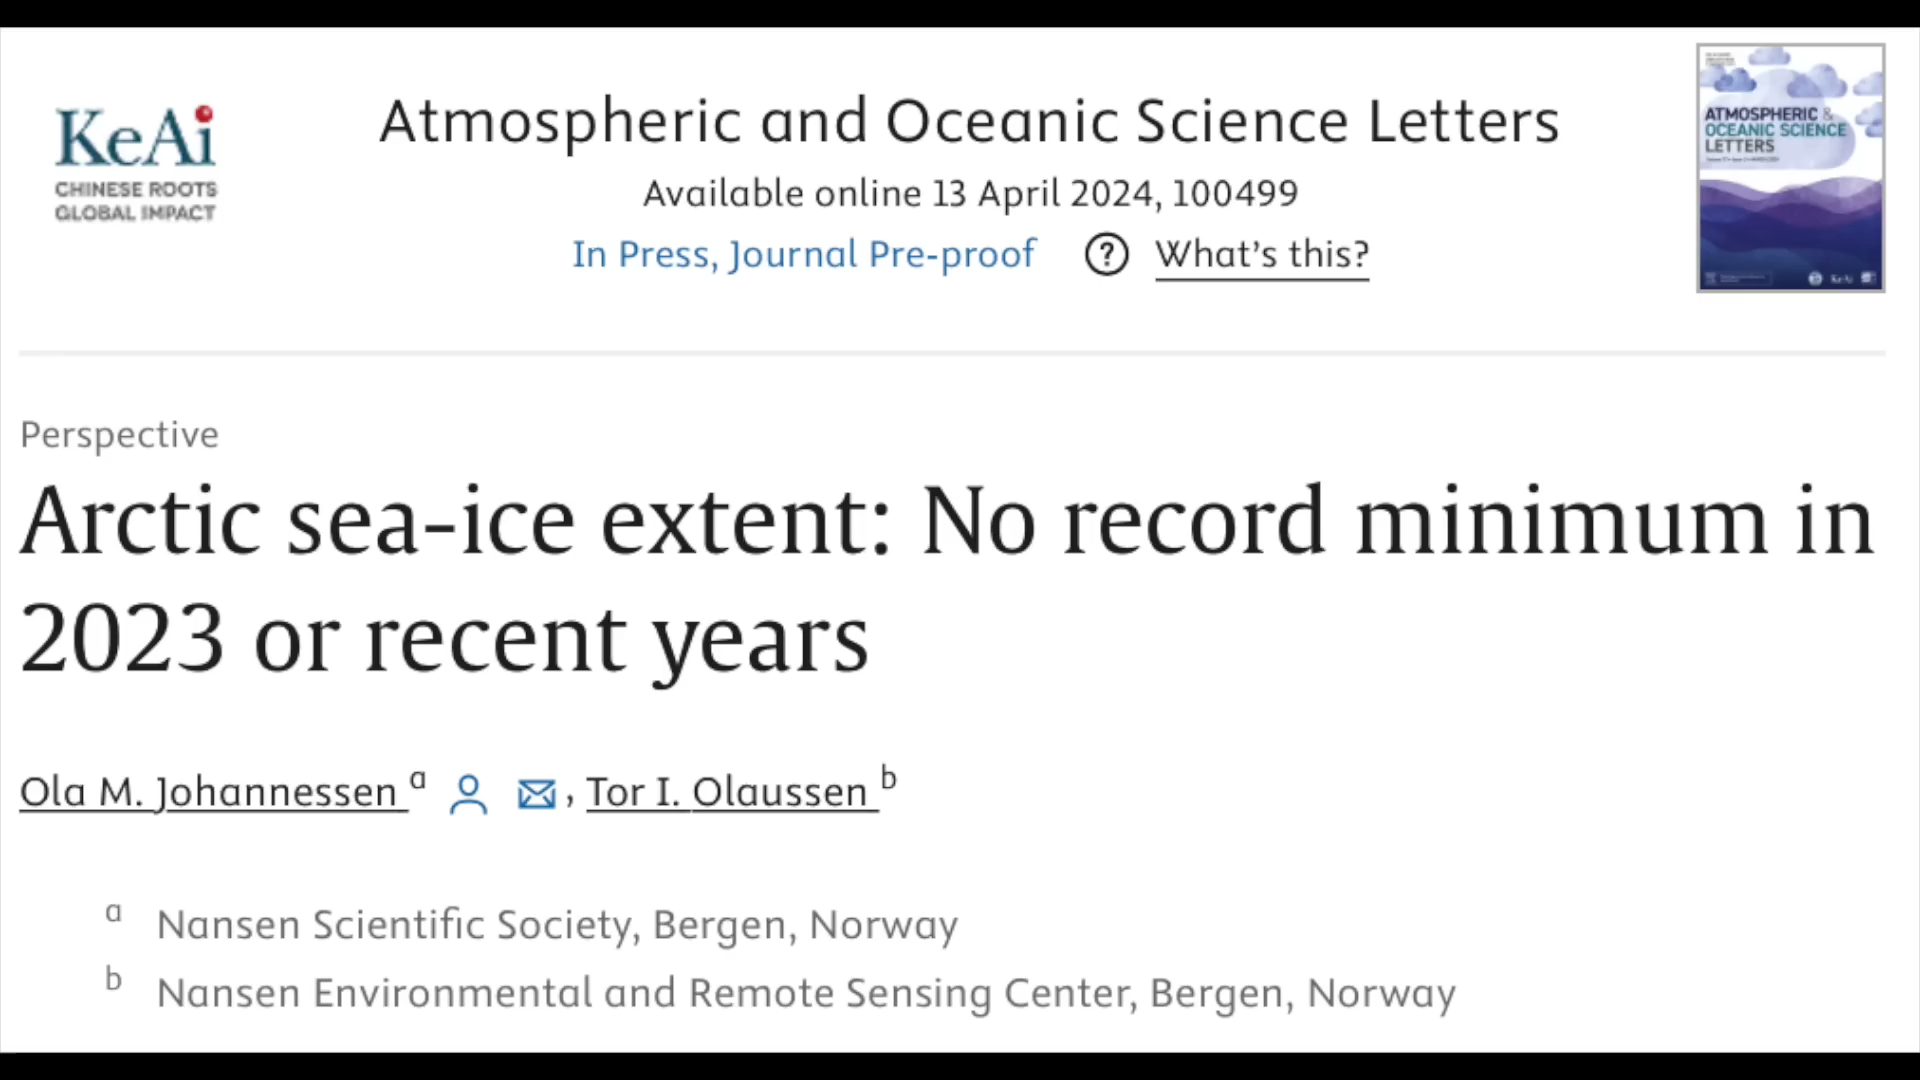 KeAi
CHINESE ROOTS
GLOBAL IMPACT
Atmospheric and Oceanic Science Letters
Available online 13 April 2024, 100499
In Press, Journal Pre-proof ? What's this?
ATMOSPHERIC &
OCEANIC SCIENCE
LETTERS
Perspective
Arctic sea-ice extent: No record minimum in
2023 or recent years
Ola M. Johannessen a , Tor I. Olaussen b
a Nansen Scientific Society, Bergen, Norway
b Nansen Environmental and Remote Sensing Center, Bergen, Norway